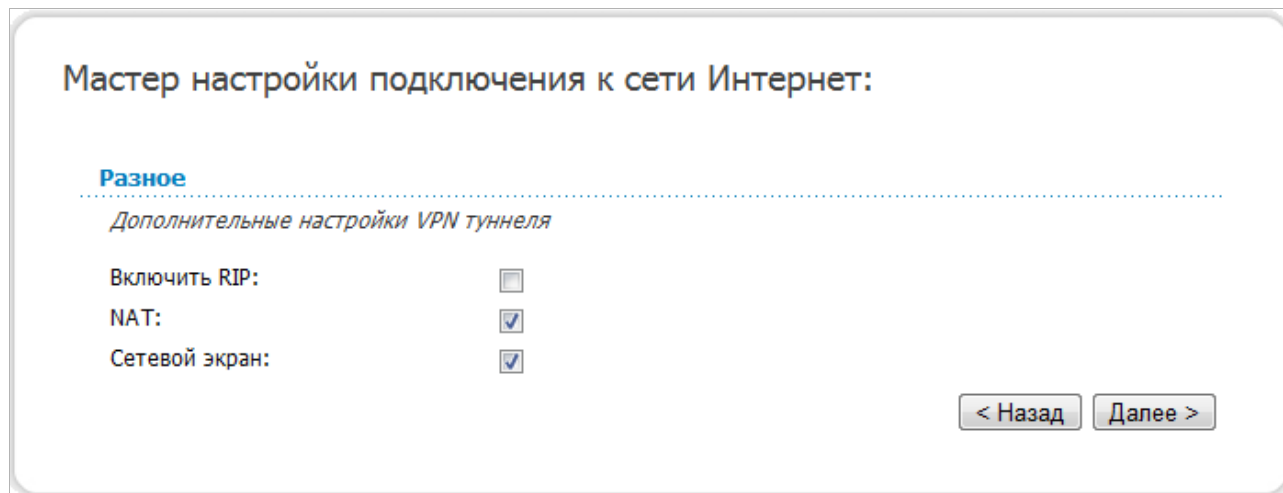 Мастер настройки подключения к сети Интернет:
Разное
Дополнительные настройки VPN туннеля
Включить RIP:
NAT:
Сетевой экран:
< Назад Далее >